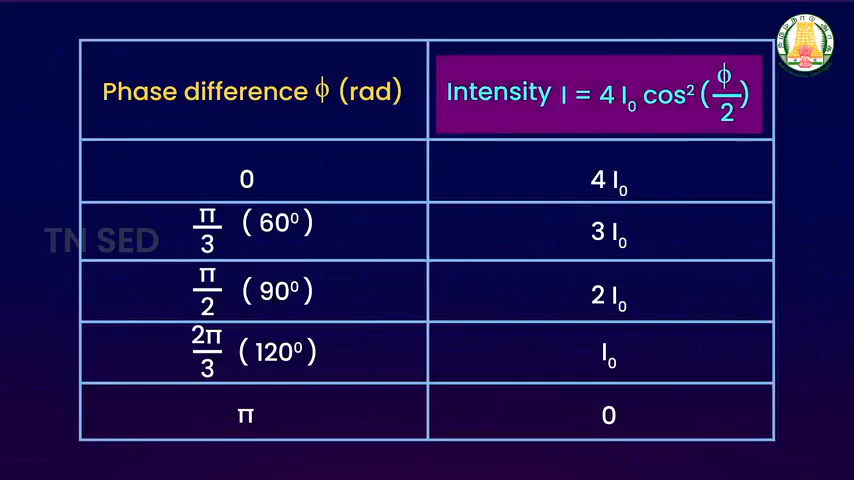 Phase difference ϕ (rad)
Intensity I = 4 I₀ cos² (ϕ/2)
0
4 I₀
π/3 ( 60⁰ )
3 I₀
π/2 ( 90⁰ )
2 I₀
2π/3 ( 120⁰ )
I₀
π
0
TN SED